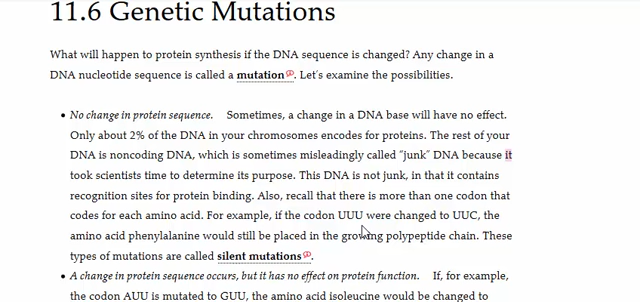 11.6 Genetic Mutations
What will happen to protein synthesis if the DNA sequence is changed? Any change in a
DNA nucleotide sequence is called a mutation. Let's examine the possibilities.
• No change in protein sequence. Sometimes, a change in a DNA base will have no effect.
Only about 2% of the DNA in your chromosomes encodes for proteins. The rest of your
DNA is noncoding DNA, which is sometimes misleadingly called "junk" DNA because it
took scientists time to determine its purpose. This DNA is not junk, in that it contains
recognition sites for protein binding. Also, recall that there is more than one codon that
codes for each amino acid. For example, if the codon UUU were changed to UUC, the
amino acid phenylalanine would still be placed in the growing polypeptide chain. These
types of mutations are called silent mutations.
• A change in protein sequence occurs, but it has no effect on protein function. If, for example,
the codon AUU is mutated to GUU, the amino acid isoleucine would be changed to